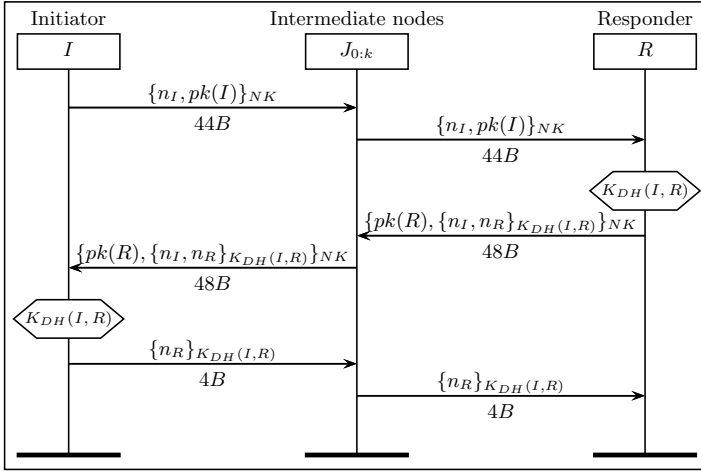 Initiator Intermediate nodes Responder
I J_{0:k} R
{n_I, pk(I)}_{NK}
44B
{n_I, pk(I)}_{NK}
44B
K_{DH}(I, R)
{pk(R), {n_I, n_R}_{K_{DH}(I,R)}}_{NK}
48B
{pk(R), {n_I, n_R}_{K_{DH}(I,R)}}_{NK}
48B
K_{DH}(I, R)
{n_R}_{K_{DH}(I,R)}
4B
{n_R}_{K_{DH}(I,R)}
4B